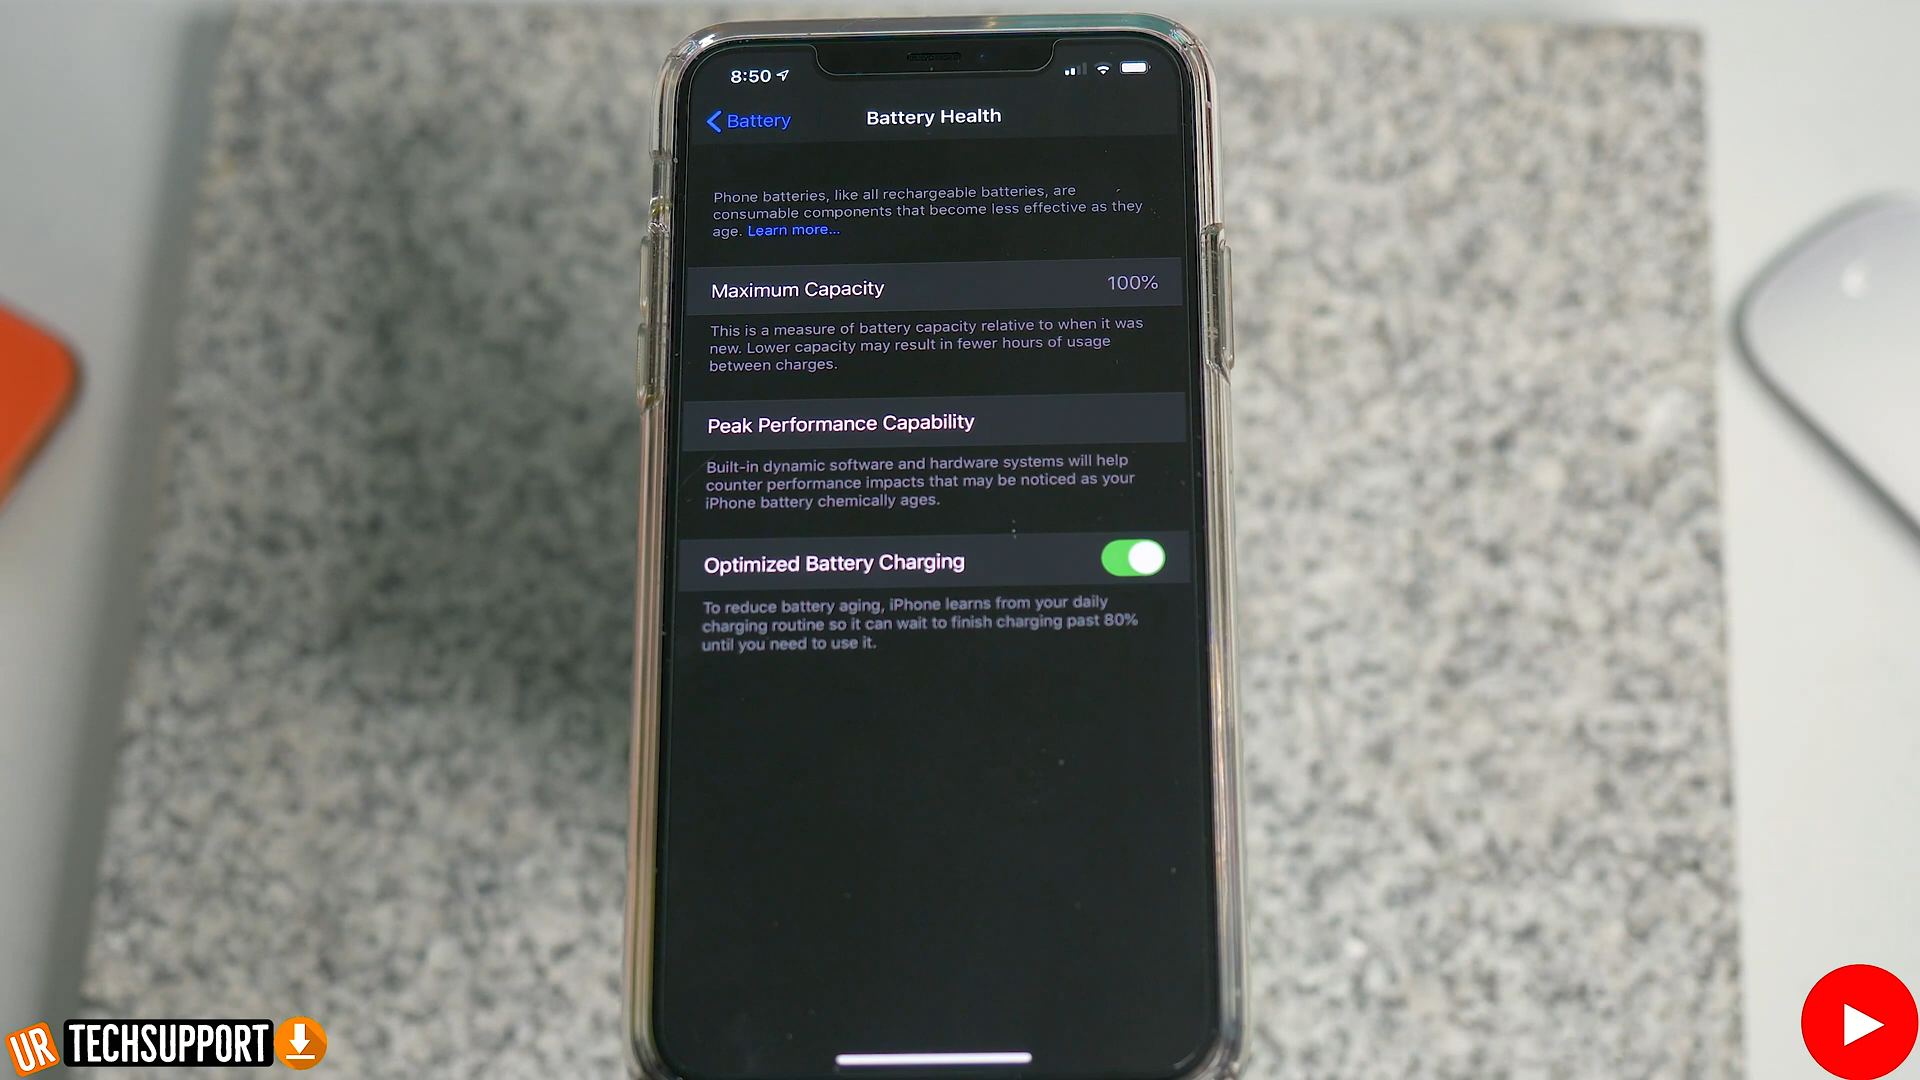 8:50
Battery
Battery Health
Phone batteries, like all rechargeable batteries, are
consumable components that become less effective as they
age. Learn more...
Maximum Capacity 100%
This is a measure of battery capacity relative to when it was
new. Lower capacity may result in fewer hours of usage
between charges.
Peak Performance Capability
Built-in dynamic software and hardware systems will help
counter performance impacts that may be noticed as your
iPhone battery chemically ages.
Optimized Battery Charging
To reduce battery aging, iPhone learns from your daily
charging routine so it can wait to finish charging past 80%
until you need to use it.
UR TECHSUPPORT